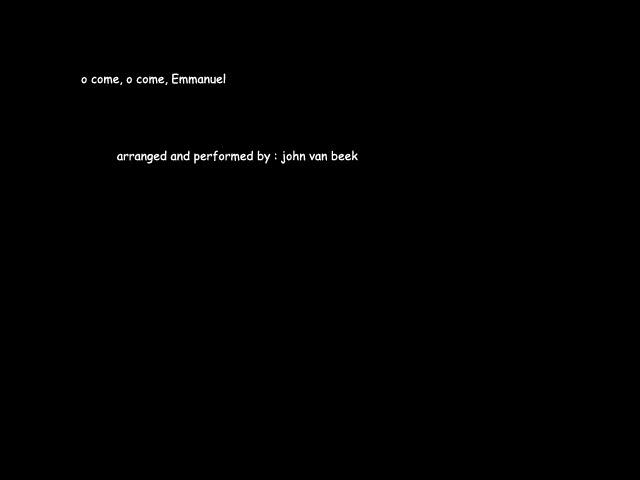 o come, o come, Emmanuel
arranged and performed by : john van beek